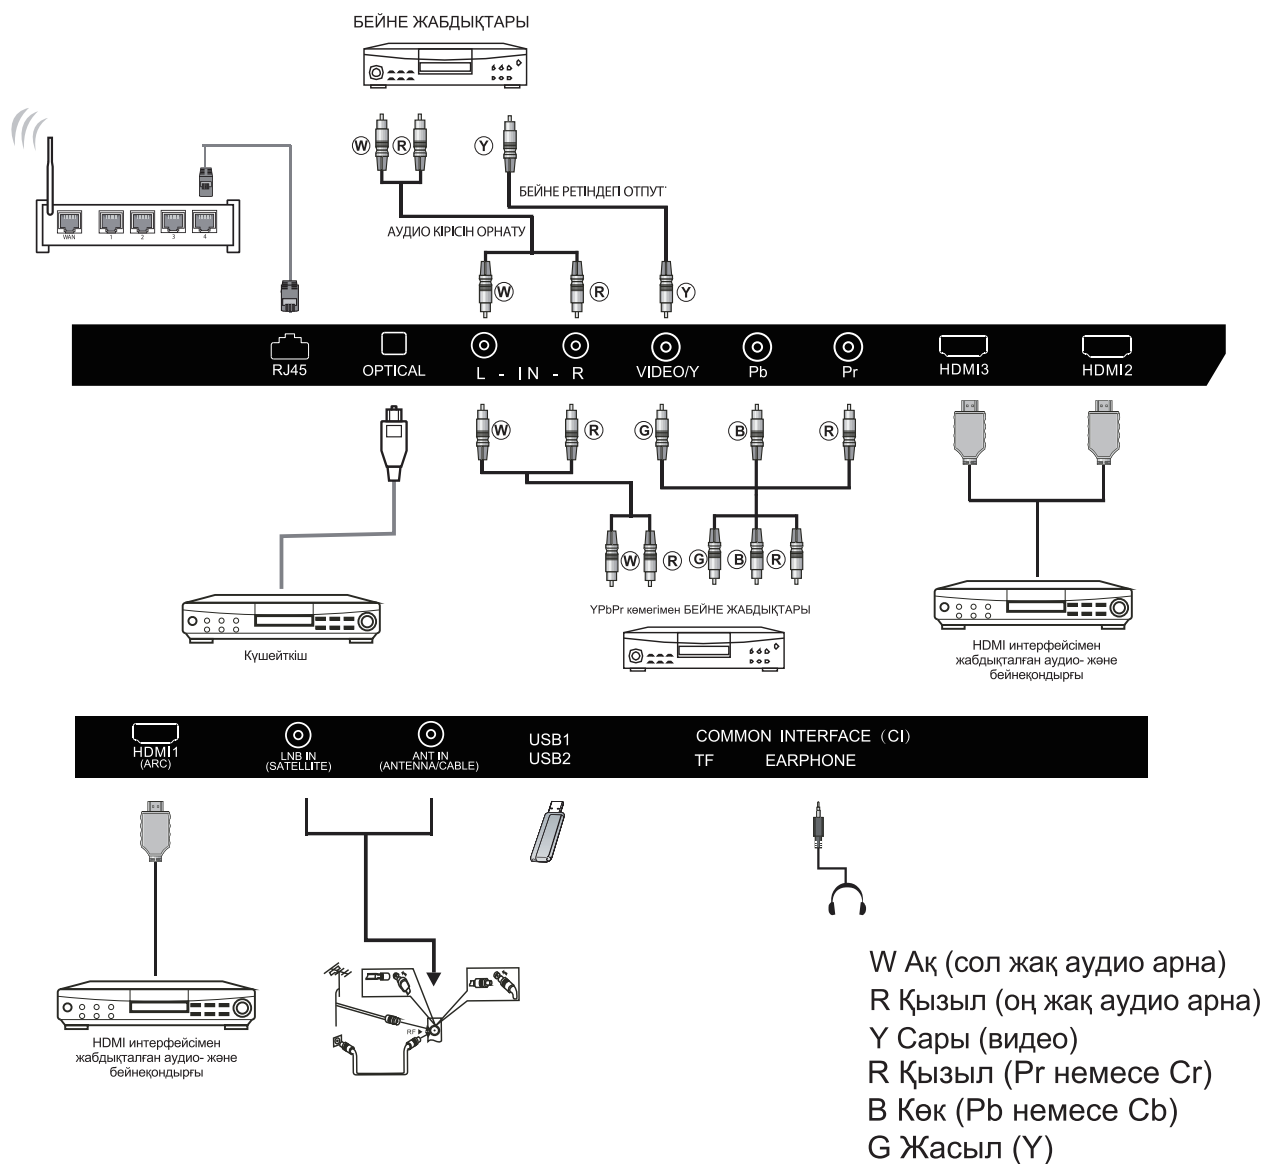 БЕЙНЕ ЖАБДЫҚТАРЫ
W R Y
БЕЙНЕ РЕТІНДЕГІ ОТПУТ
АУДИО КІРІСІН ОРНАТУ
WAN 1 2 3 4
W R Y
RJ45 OPTICAL L - IN - R VIDEO/Y Pb Pr HDMI3 HDMI2
W R G B R
W R G B R
YPbPr көмегімен БЕЙНЕ ЖАБДЫҚТАРЫ
Күшейткіш
HDMI интерфейсімен
жабдықталған аудио- және
бейнеқондырғы
HDMI1
(ARC)
LNB IN
(SATELLITE)
ANT IN
(ANTENNA/CABLE)
USB1
USB2
COMMON INTERFACE (CI)
TF EARPHONE
RF
HDMI интерфейсімен
жабдықталған аудио- және
бейнеқондырғы
W Ақ (сол жақ аудио арна)
R Қызыл (оң жақ аудио арна)
Y Сары (видео)
R Қызыл (Pr немесе Cr)
B Көк (Pb немесе Cb)
G Жасыл (Y)